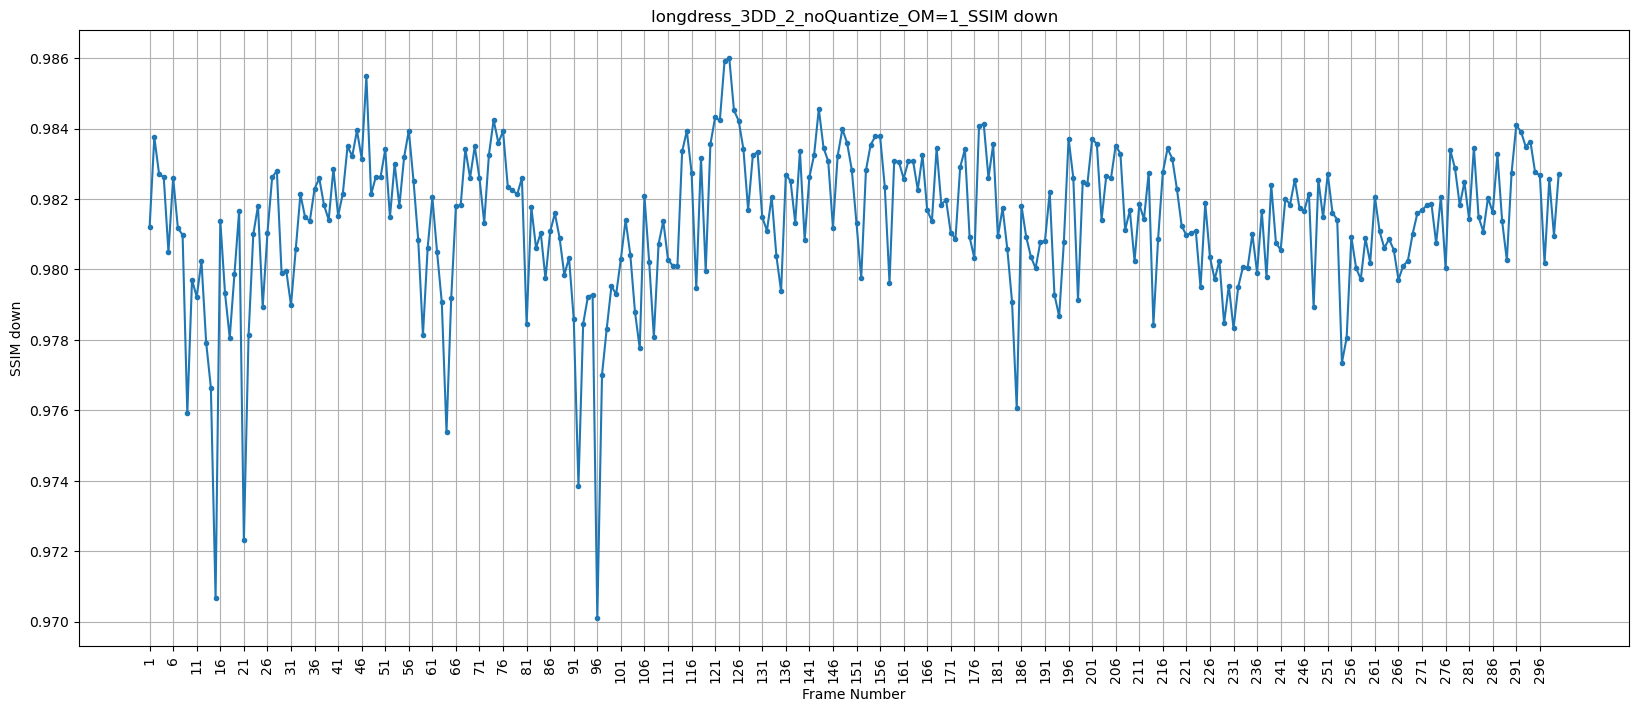 longdress_3DD_2_noQuantize_OM=1_SSIM down
0.986
0.984
0.982
0.980
0.978
0.976
0.974
0.972
0.970
SSIM down
1 6 11 16 21 26 31 36 41 46 51 56 61 66 71 76 81 86 91 96 101 106 111 116 121 126 131 136 141 146 151 156 161 166 171 176 181 186 191 196 201 206 211 216 221 226 231 236 241 246 251 256 261 266 271 276 281 286 291 296
Frame Number